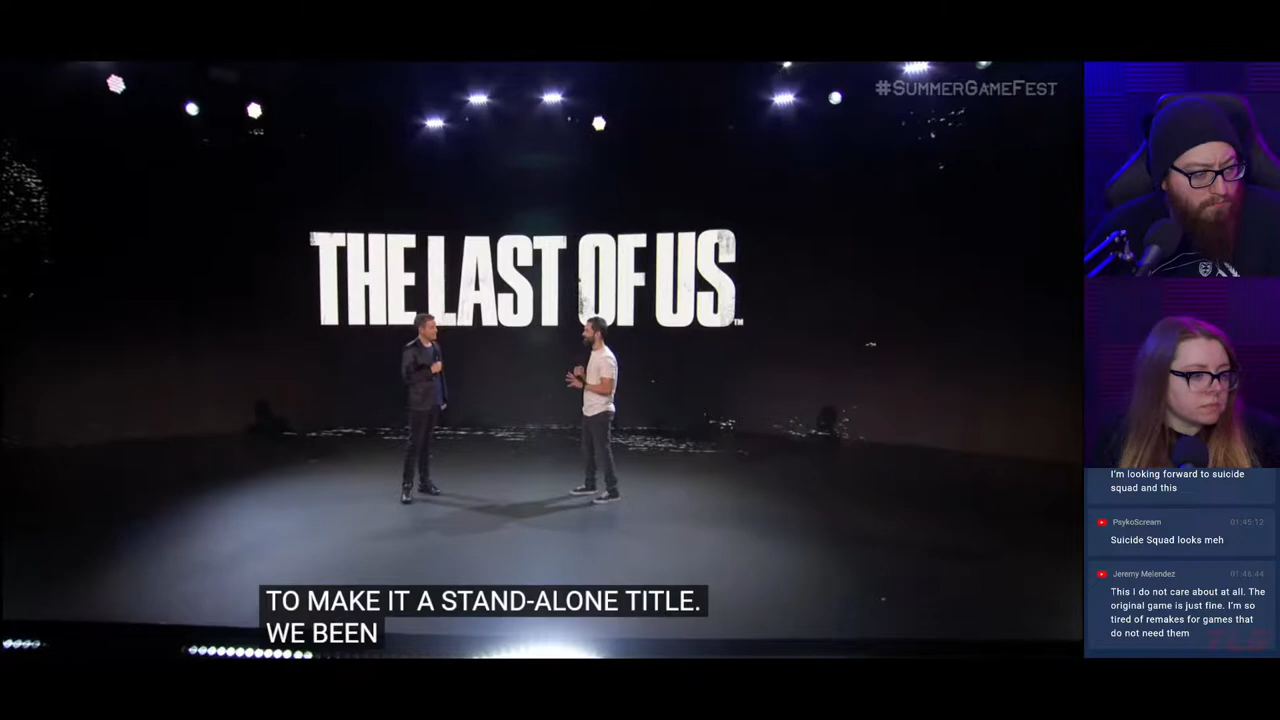 #SUMMERGAMEFEST
THE LAST OF US
TM
TO MAKE IT A STAND-ALONE TITLE.
WE BEEN
I'm looking forward to suicide
squad and this
PsykoScream 01:45:12
Suicide Squad looks meh
Jeremy Melendez 01:46:44
This I do not care about at all. The
original game is just fine. I'm so
tired of remakes for games that
do not need them
TLG